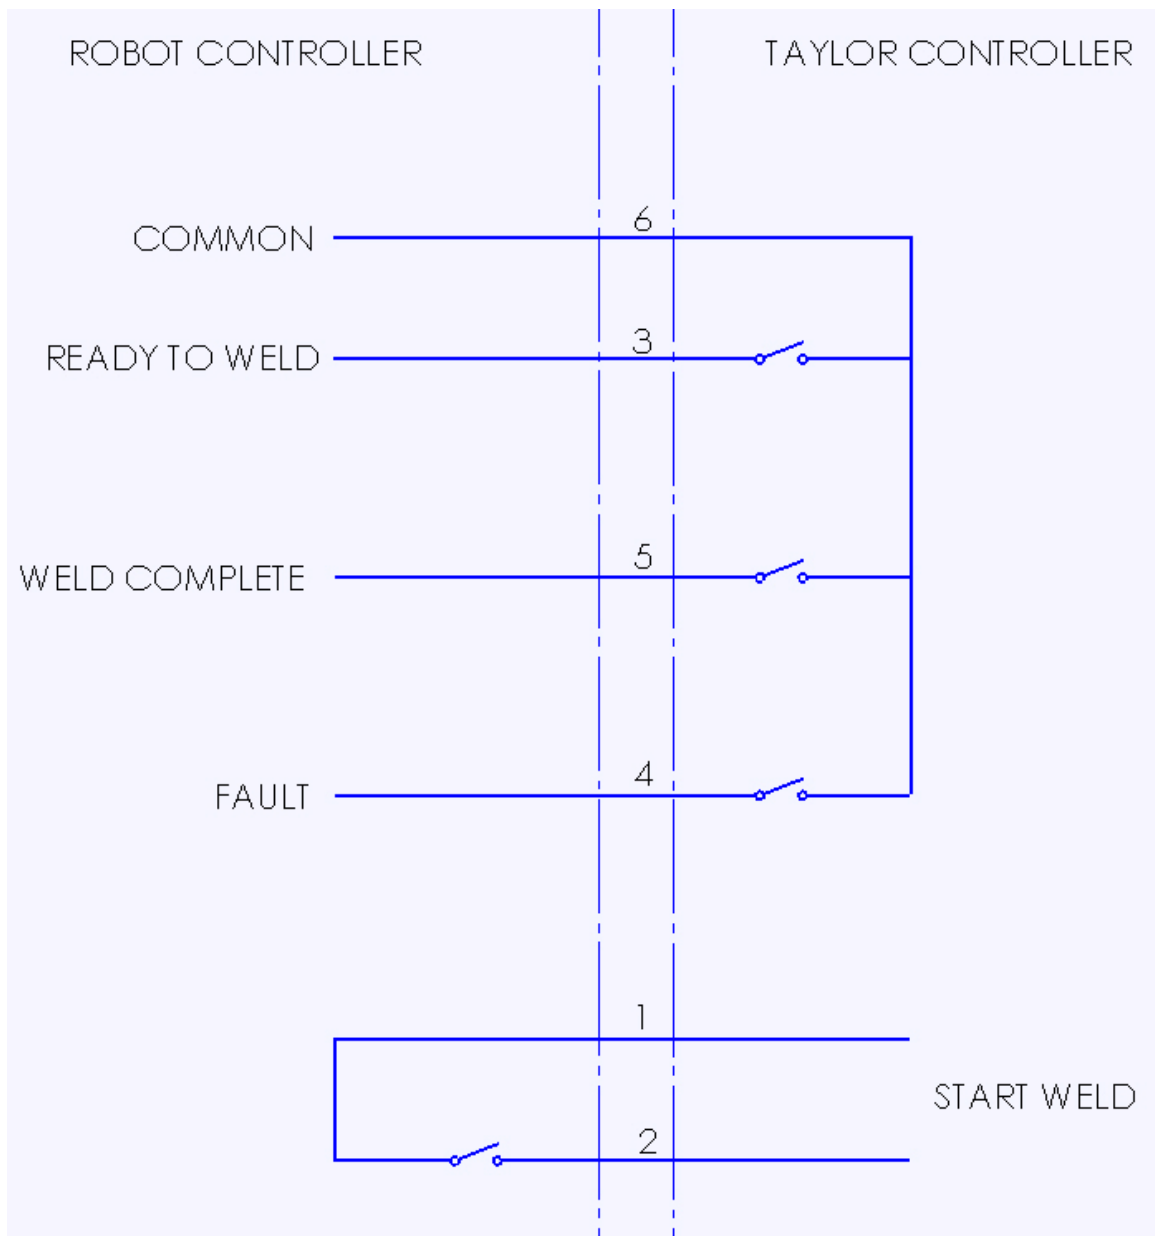 ROBOT CONTROLLER
TAYLOR CONTROLLER
6
COMMON
3
READY TO WELD
5
WELD COMPLETE
4
FAULT
1
START WELD
2